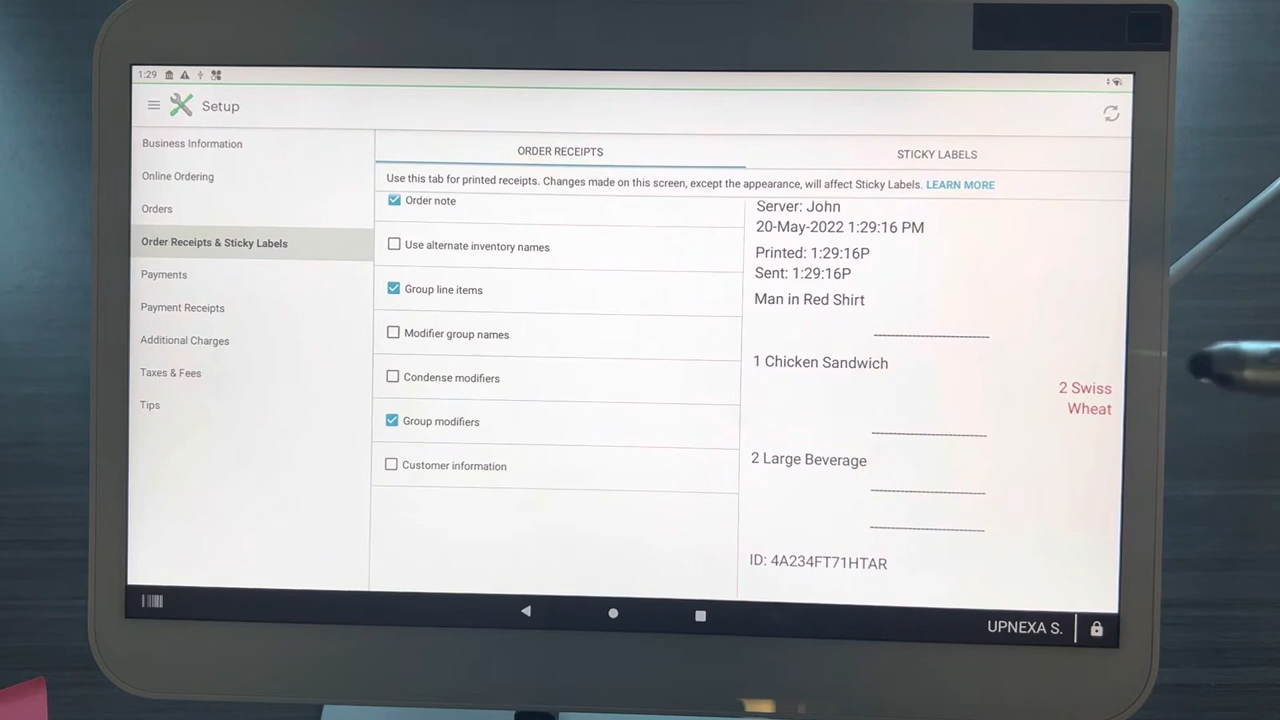 1:29
Setup
Business Information
Online Ordering
Orders
Order Receipts & Sticky Labels
Payments
Payment Receipts
Additional Charges
Taxes & Fees
Tips
ORDER RECEIPTS
STICKY LABELS
Use this tab for printed receipts. Changes made on this screen, except the appearance, will affect Sticky Labels. LEARN MORE
Order note
Use alternate inventory names
Group line items
Modifier group names
Condense modifiers
Group modifiers
Customer information
Server: John
20-May-2022 1:29:16 PM
Printed: 1:29:16P
Sent: 1:29:16P
Man in Red Shirt
1 Chicken Sandwich
2 Swiss
Wheat
2 Large Beverage
ID: 4A234FT71HTAR
UPNEXA S.